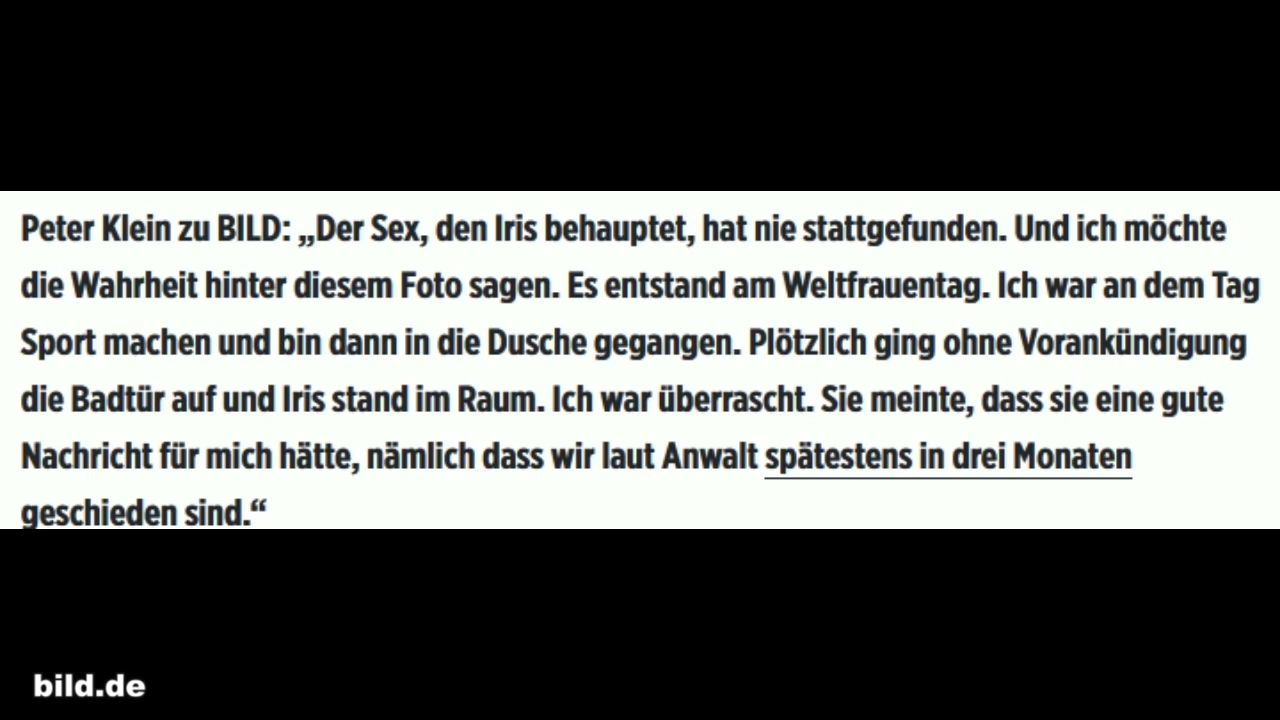 Peter Klein zu BILD: „Der Sex, den Iris behauptet, hat nie stattgefunden. Und ich möchte
die Wahrheit hinter diesem Foto sagen. Es entstand am Weltfrauentag. Ich war an dem Tag
Sport machen und bin dann in die Dusche gegangen. Plötzlich ging ohne Vorankündigung
die Badtür auf und Iris stand im Raum. Ich war überrascht. Sie meinte, dass sie eine gute
Nachricht für mich hätte, nämlich dass wir laut Anwalt spätestens in drei Monaten
geschieden sind.“
bild.de